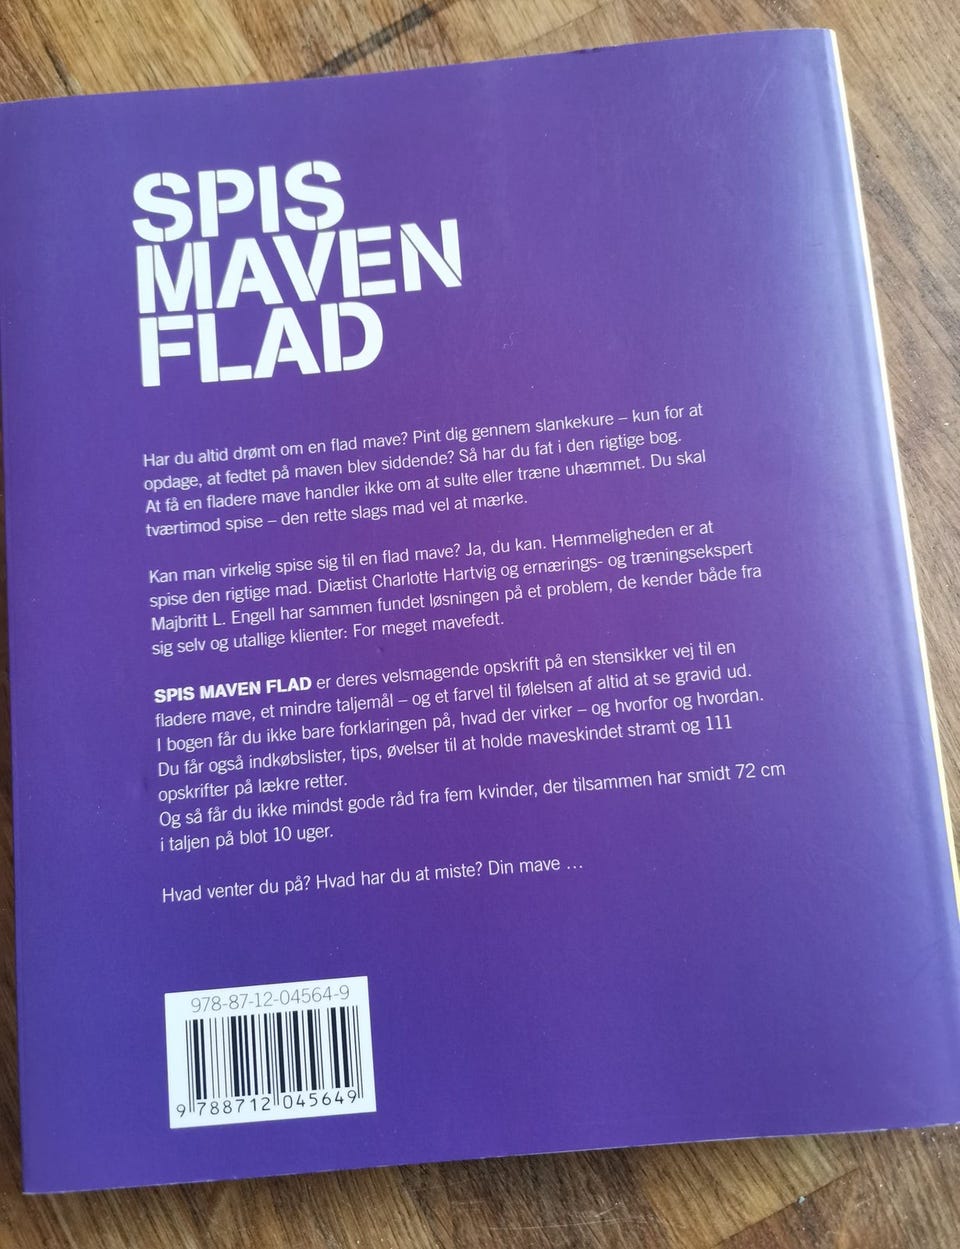 SPIS
MAVEN
FLAD
Har du altid drømt om en flad mave? Pint dig gennem slankekure – kun for at
opdage, at fedtet på maven blev siddende? Så har du fat i den rigtige bog.
At få en fladere mave handler ikke om at sulte eller træne uhæmmet. Du skal
tværtimod spise – den rette slags mad vel at mærke.
Kan man virkelig spise sig til en flad mave? Ja, du kan. Hemmeligheden er at
spise den rigtige mad. Diætist Charlotte Hartvig og ernærings- og træningsekspert
Majbritt L. Engell har sammen fundet løsningen på et problem, de kender både fra
sig selv og utallige klienter: For meget mavefedt.
SPIS MAVEN FLAD er deres velsmagende opskrift på en stensikker vej til en
fladere mave, et mindre taljemål – og et farvel til følelsen af altid at se gravid ud.
I bogen får du ikke bare forklaringen på, hvad der virker – og hvorfor og hvordan.
Du får også indkøbslister, tips, øvelser til at holde maveskindet stramt og 111
opskrifter på lækre retter.
Og så får du ikke mindst gode råd fra fem kvinder, der tilsammen har smidt 72 cm
i taljen på blot 10 uger.
Hvad venter du på? Hvad har du at miste? Din mave ...
978-87-12-04564-9
9 788712 045649